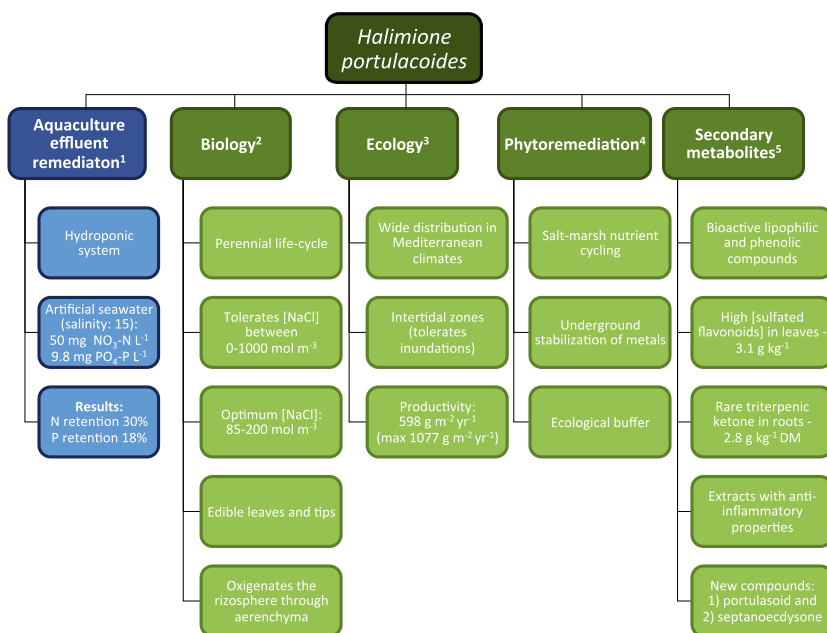 Halimione
portulacoides
Aquaculture
effluent
remediaton¹
Hydroponic
system
Artificial seawater
(salinity: 15):
50 mg NO₃-N L⁻¹
9.8 mg PO₄-P L⁻¹
Results:
N retention 30%
P retention 18%
Biology²
Perennial life-cycle
Tolerates [NaCl]
between
0-1000 mol m⁻³
Optimum [NaCl]:
85-200 mol m⁻³
Edible leaves and tips
Oxigenates the
rizosphere through
aerenchyma
Ecology³
Wide distribution in
Mediterranean
climates
Intertidal zones
(tolerates
inundations)
Productivity:
598 g m⁻² yr⁻¹
(max 1077 g m⁻² yr⁻¹)
Phytoremediation⁴
Salt-marsh nutrient
cycling
Underground
stabilization of metals
Ecological buffer
Secondary
metabolites⁵
Bioactive lipophilic
and phenolic
compounds
High [sulfated
flavonoids] in leaves -
3.1 g kg⁻¹
Rare triterpenic
ketone in roots -
2.8 g kg⁻¹ DM
Extracts with anti-
inflammatory
properties
New compounds:
1) portulasoid and
2) septanoecdysone